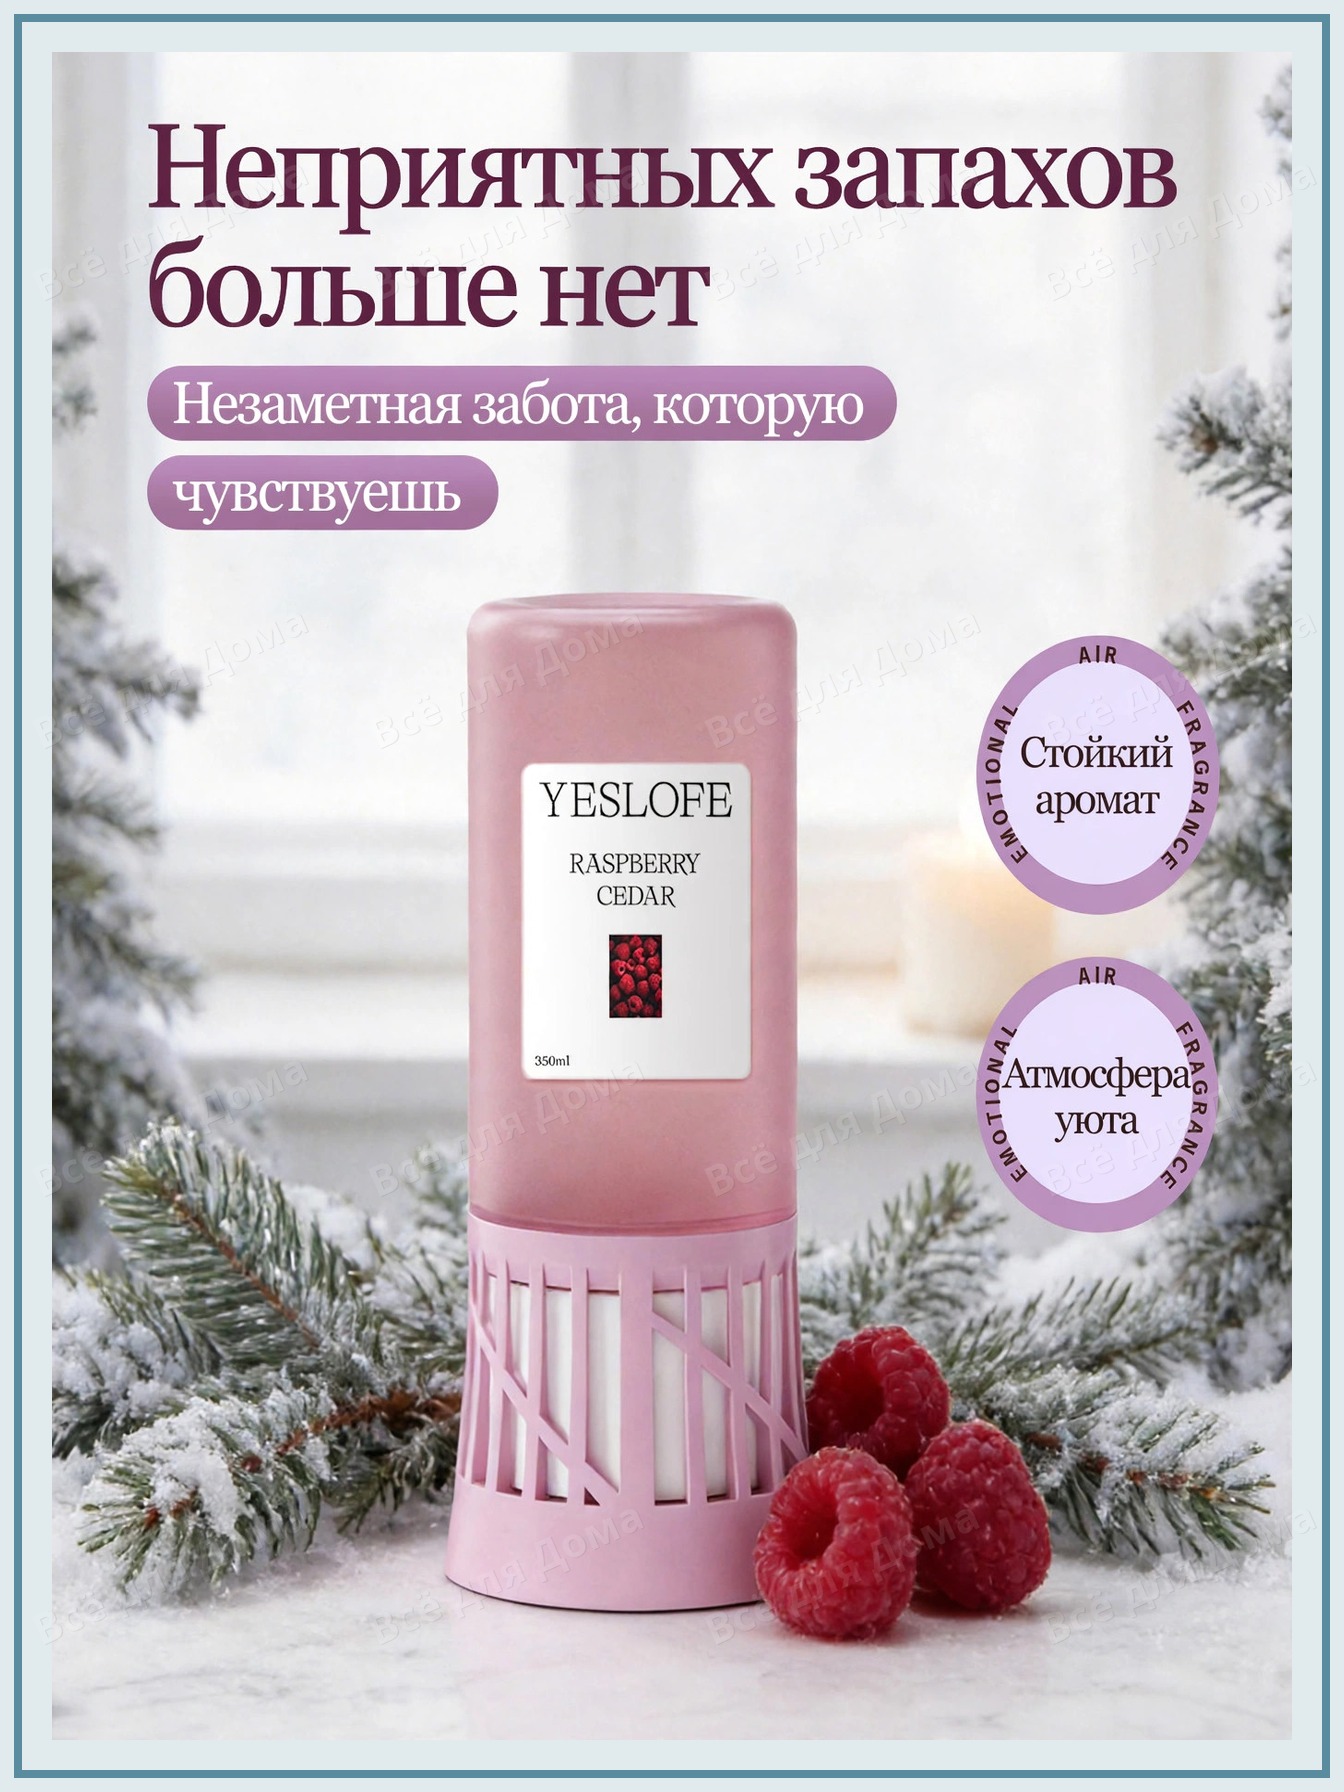 Неприятных запахов
больше нет
Незаметная забота, которую
чувствуешь
YESLOFE
RASPBERRY
CEDAR
350ml
EMOTIONAL AIR FRAGRANCE
Стойкий
аромат
EMOTIONAL AIR FRAGRANCE
Атмосфера
уюта
Всё для Дома